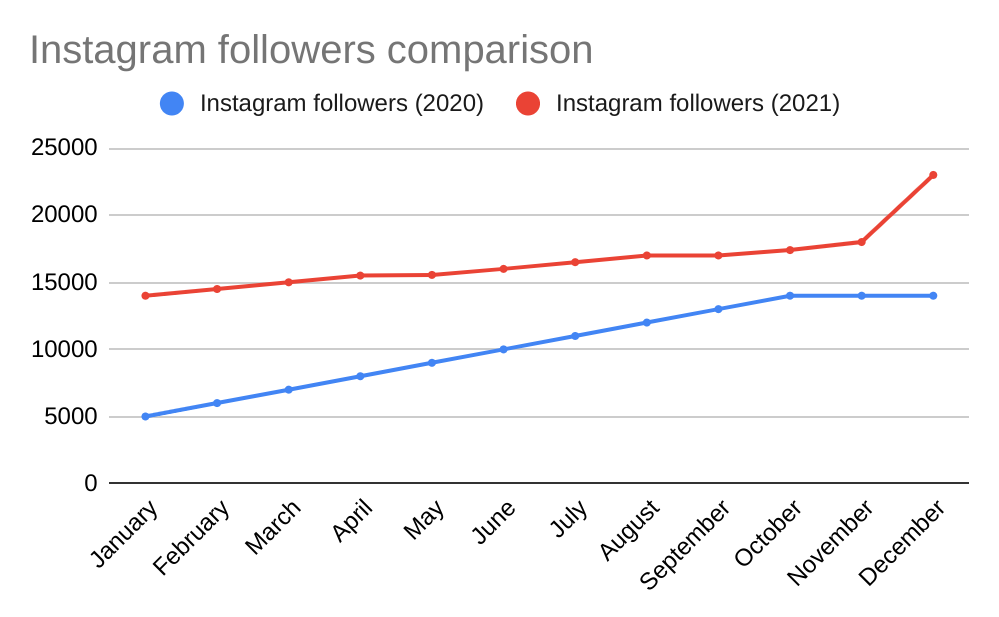 Instagram followers comparison
Instagram followers (2020) Instagram followers (2021)
25000
20000
15000
10000
5000
0
January February March April May June July August September October November December